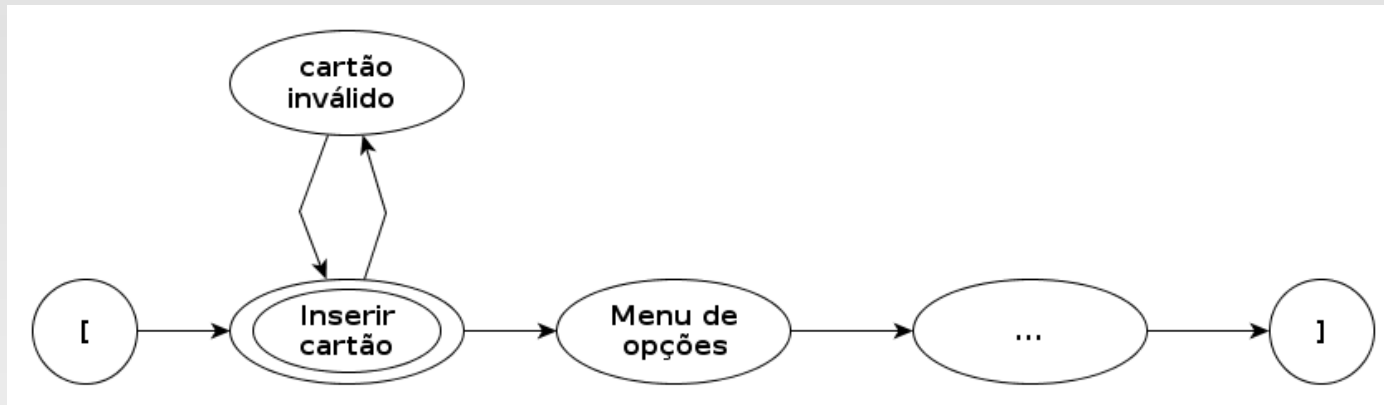 cartão
inválido
[
Inserir
cartão
Menu de
opções
...
]